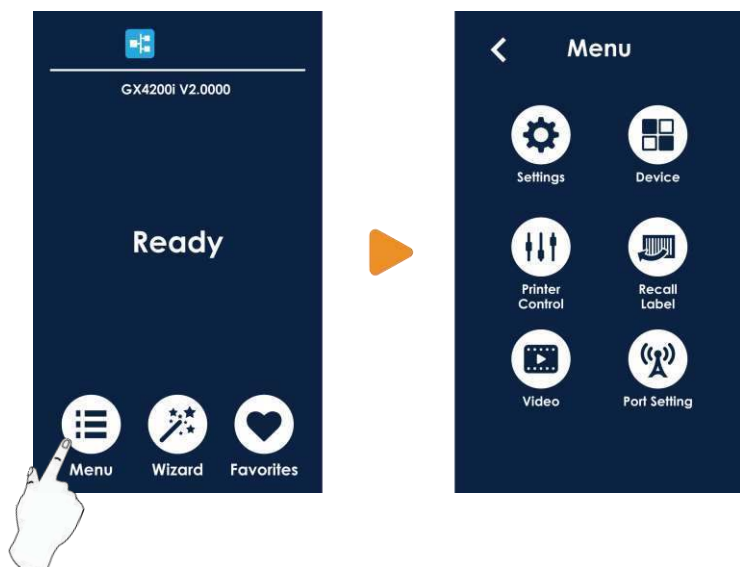 GX4200i V2.0000
Ready
Menu Wizard Favorites
Menu
Settings Device
Printer
Control
Recall
Label
Video Port Setting